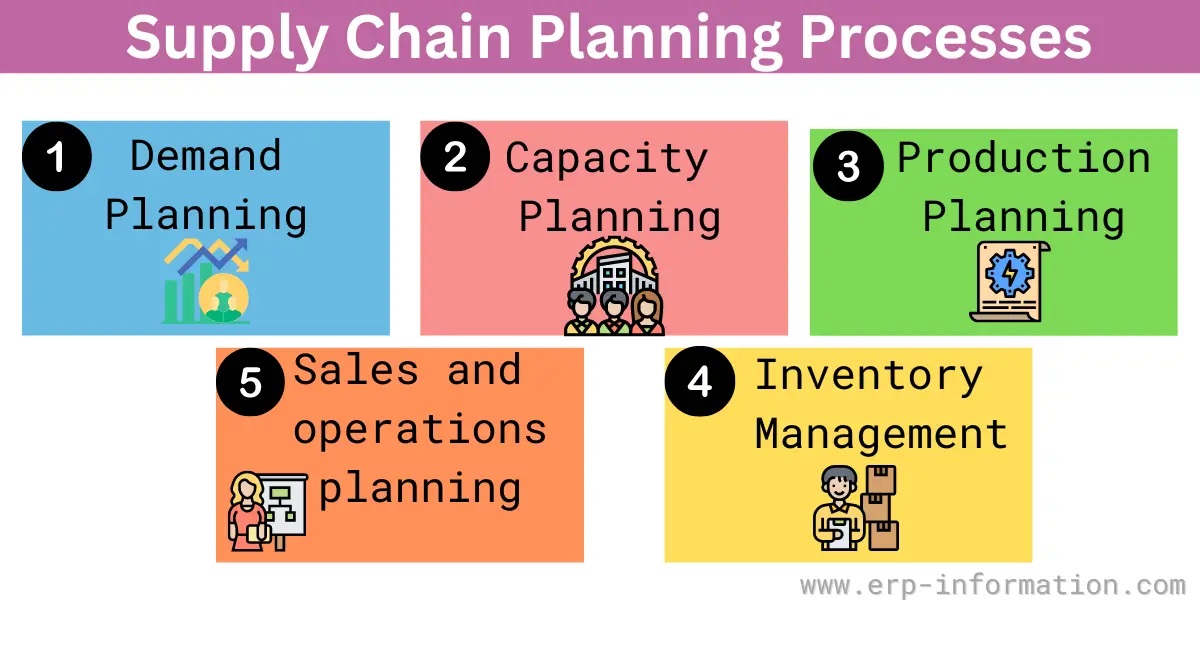 Supply Chain Planning Processes
1
Demand
Planning
2
Capacity
Planning
3
Production
Planning
4
Inventory
Management
5
Sales and
operations
planning
www.erp-information.com